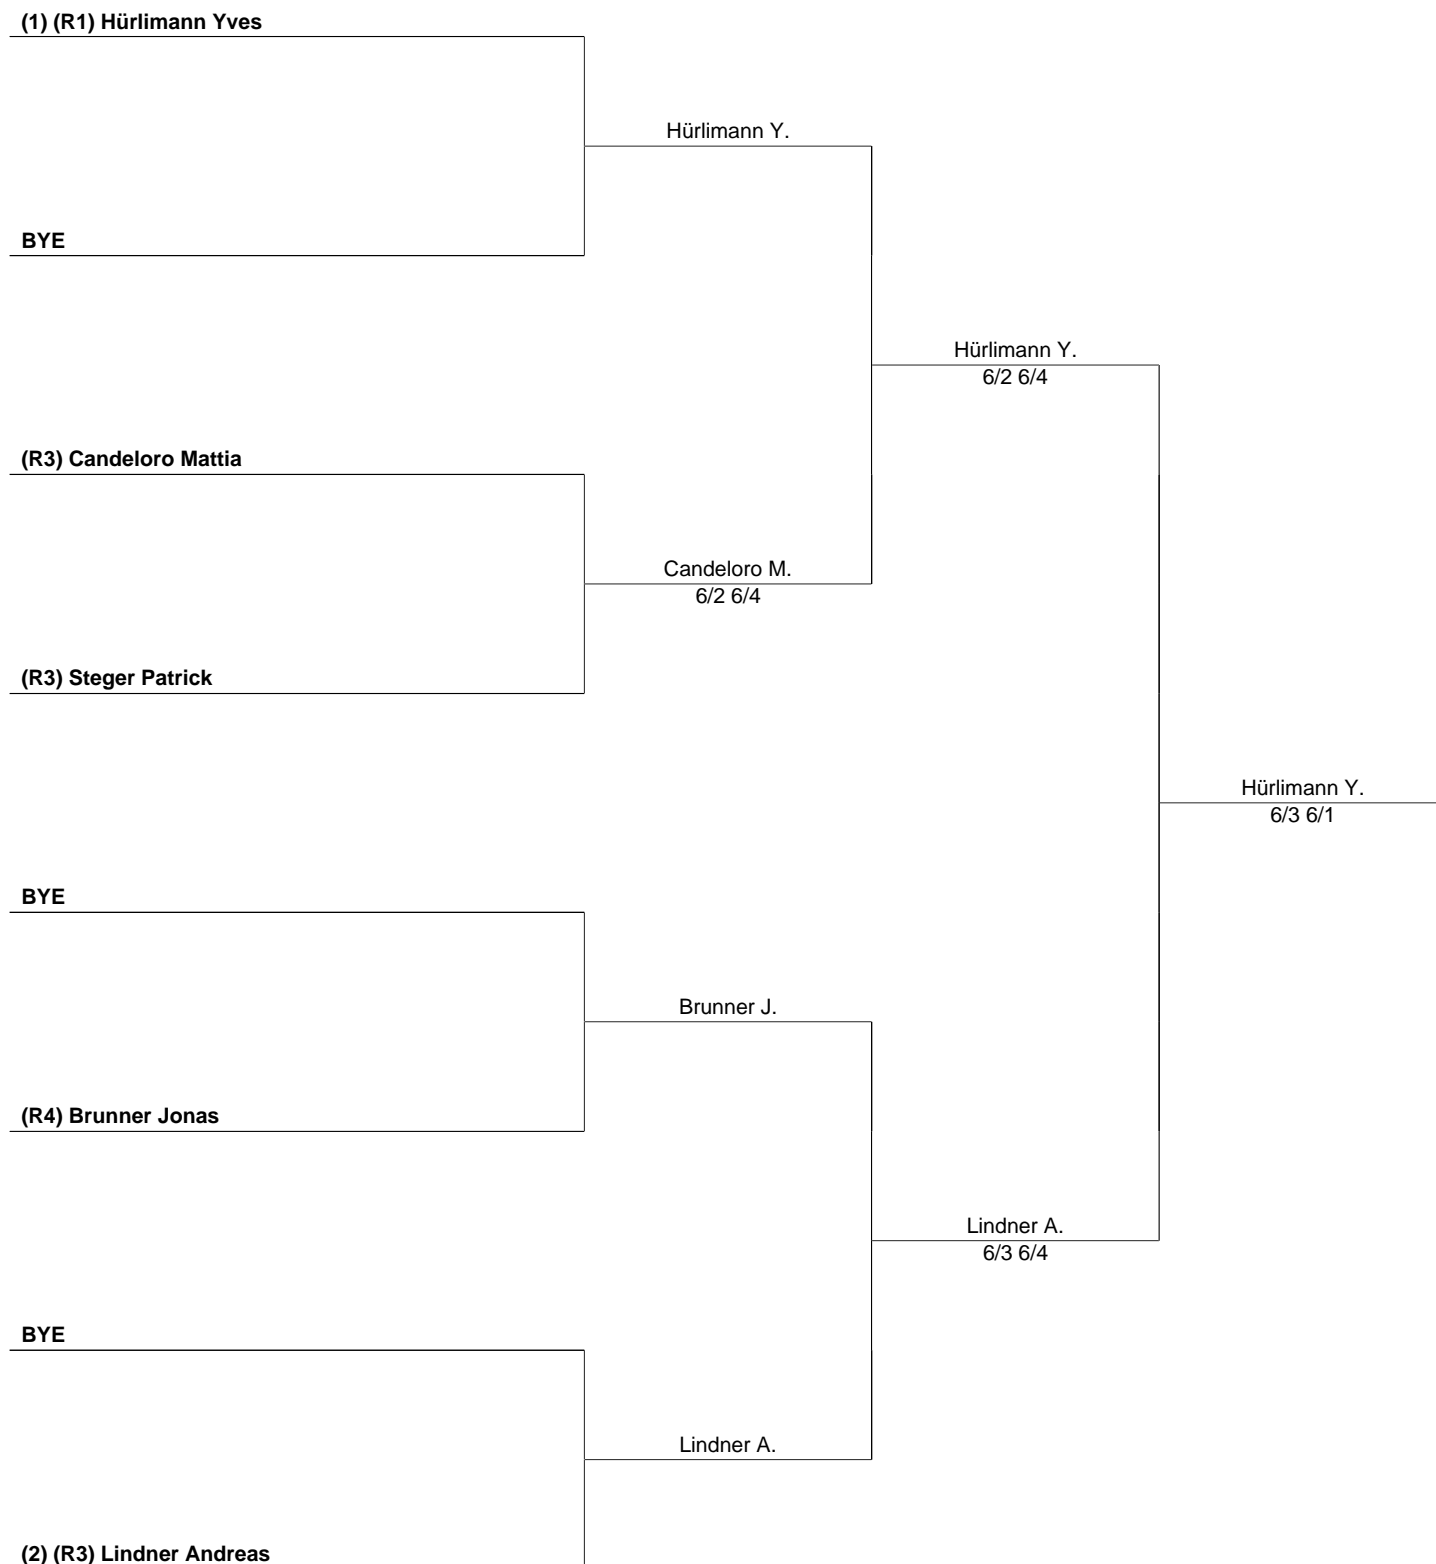 (1) (R1) Hürlimann Yves
Hürlimann Y.
BYE
Hürlimann Y.
6/2 6/4
(R3) Candeloro Mattia
Candeloro M.
6/2 6/4
(R3) Steger Patrick
Hürlimann Y.
6/3 6/1
BYE
Brunner J.
(R4) Brunner Jonas
Lindner A.
6/3 6/4
BYE
Lindner A.
(2) (R3) Lindner Andreas